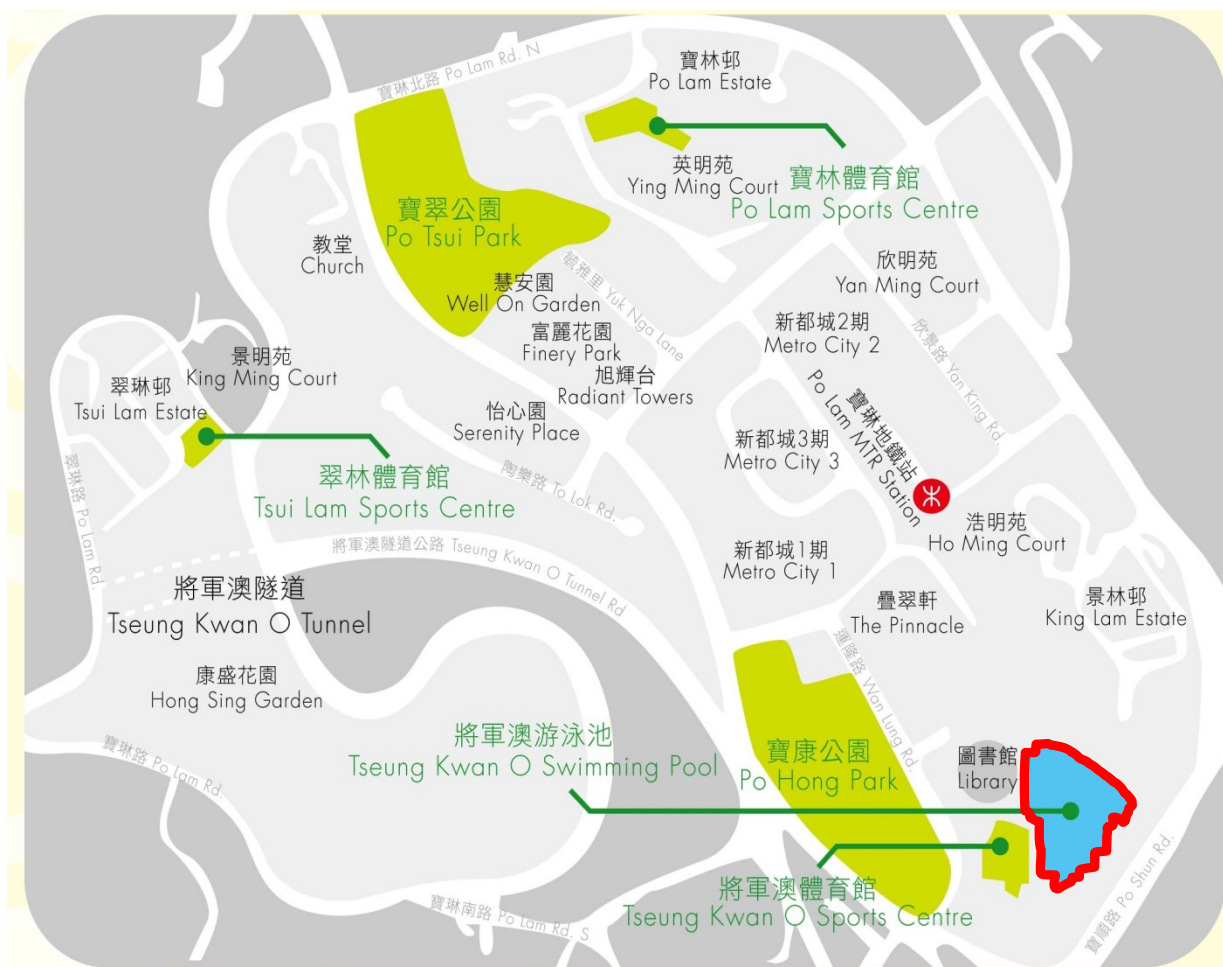 寶琳北路 Po Lam Rd. N
寶林邨
Po Lam Estate
英明苑
Ying Ming Court
寶林體育館
Po Lam Sports Centre
寶翠公園
Po Tsui Park
教堂
Church
慧安園
Well On Garden
毓雅里 Yuk Nga Lane
欣明苑
Yan Ming Court
富麗花園
Finery Park
新都城2期
Metro City 2
欣景路 Yan King Rd.
景明苑
King Ming Court
翠琳邨
Tsui Lam Estate
旭輝台
Radiant Towers
怡心園
Serenity Place
寶琳地鐵站
Po Lam MTR Station
新都城3期
Metro City 3
翠林體育館
Tsui Lam Sports Centre
陶樂路 To Lok Rd.
翠琳路 Po Lam Rd.
浩明苑
Ho Ming Court
將軍澳隧道公路 Tseung Kwan O Tunnel Rd
新都城1期
Metro City 1
將軍澳隧道
Tseung Kwan O Tunnel
疊翠軒
The Pinnacle
景林邨
King Lam Estate
運隆路 Wan Lung Rd.
康盛花園
Hong Sing Garden
寶琳路 Po Lam Rd.
將軍澳游泳池
Tseung Kwan O Swimming Pool
寶康公園
Po Hong Park
圖書館
Library
將軍澳體育館
Tseung Kwan O Sports Centre
寶琳南路 Po Lam Rd. S
寶順路 Po Shun Rd.